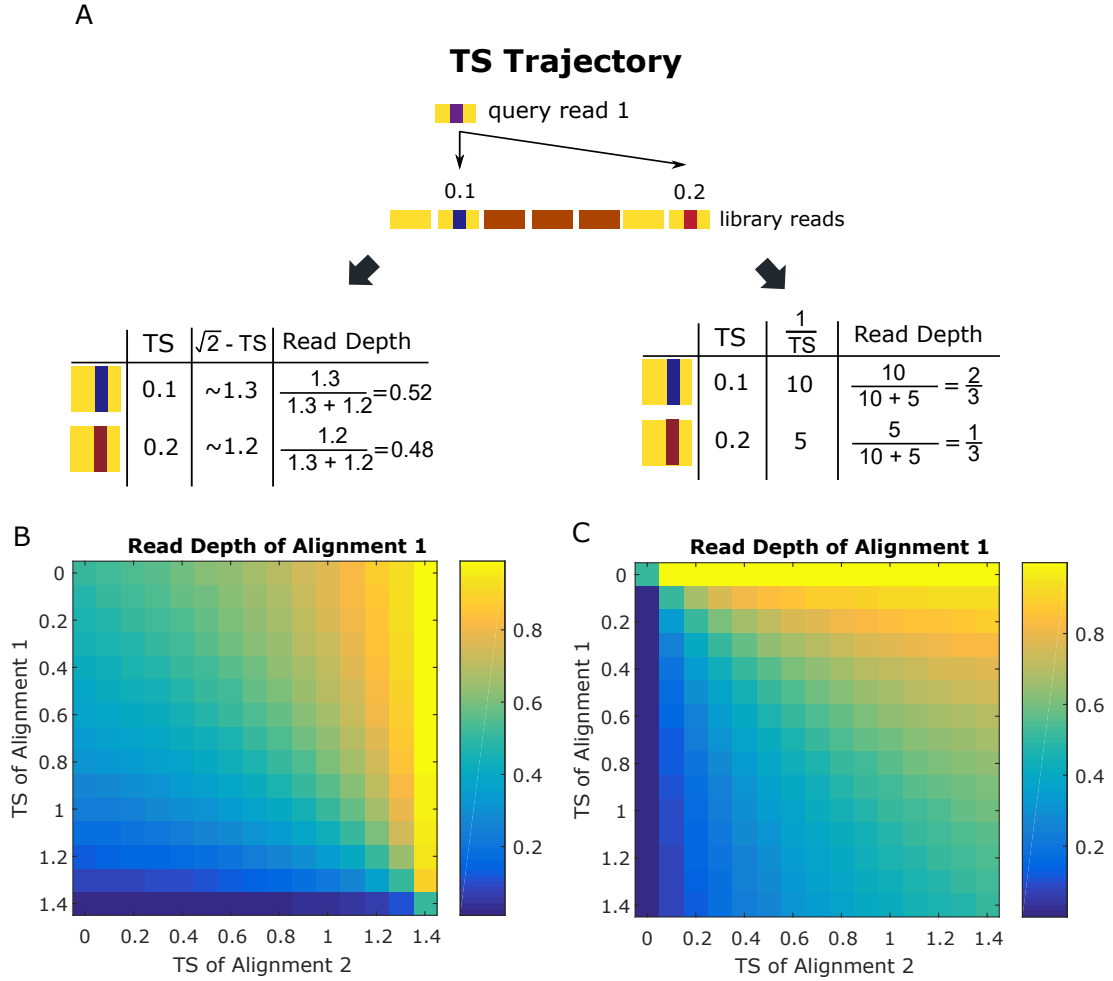 A
TS Trajectory
query read 1
0.1 0.2
library reads
TS √2 - TS Read Depth
0.1 ~1.3 1.3 / 1.3 + 1.2 = 0.52
0.2 ~1.2 1.2 / 1.3 + 1.2 = 0.48
TS 1 / TS Read Depth
0.1 10 10 / 10 + 5 = 2 / 3
0.2 5 5 / 10 + 5 = 1 / 3
B
Read Depth of Alignment 1
TS of Alignment 1
0
0.2
0.4
0.6
0.8
1
1.2
1.4
0 0.2 0.4 0.6 0.8 1 1.2 1.4
TS of Alignment 2
0.8
0.6
0.4
0.2
C
Read Depth of Alignment 1
TS of Alignment 1
0
0.2
0.4
0.6
0.8
1
1.2
1.4
0 0.2 0.4 0.6 0.8 1 1.2 1.4
TS of Alignment 2
0.8
0.6
0.4
0.2